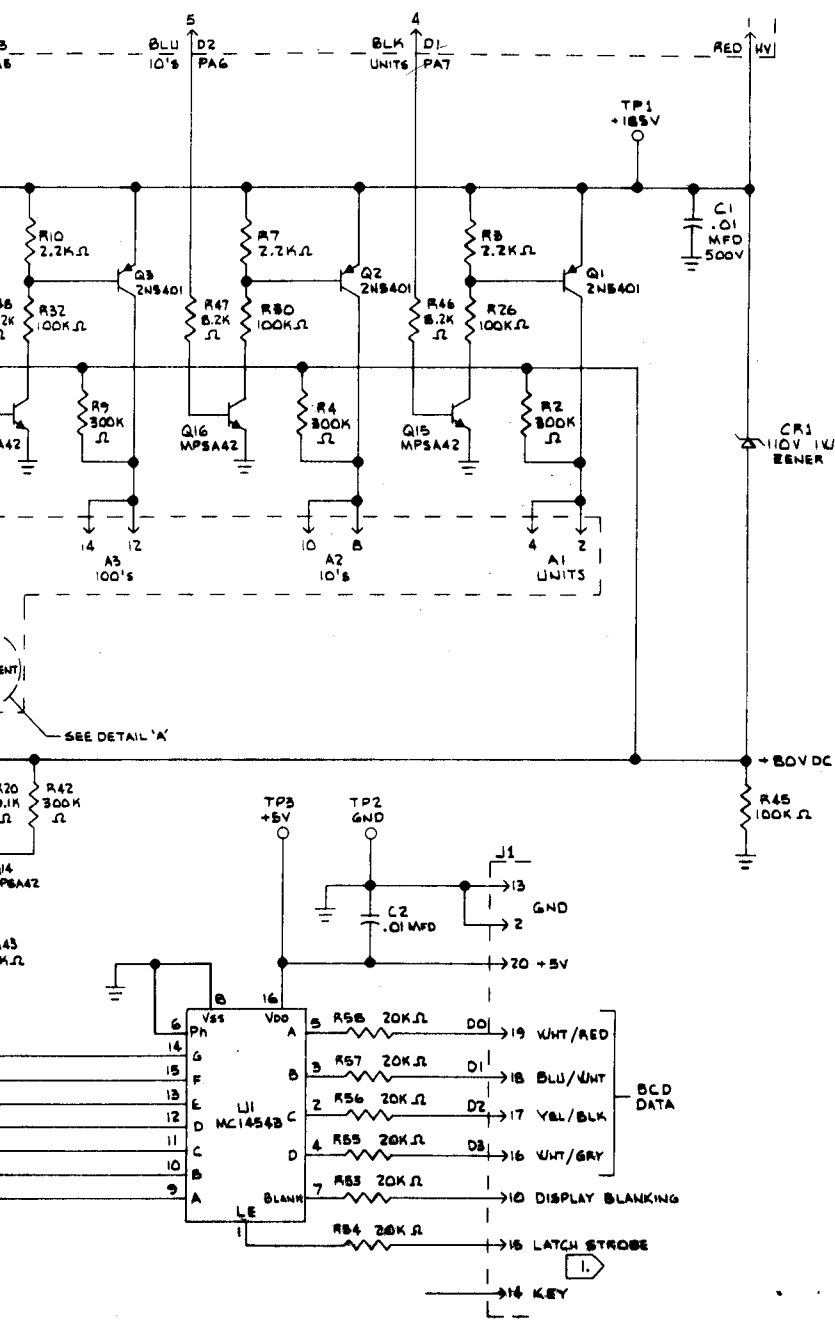 5
4
1
BLU D2
10's PA6
BLK D1
UNITS PA7
RED HV
TP1
+185V
R10
2.2KΩ
Q3
2N5401
R7
2.2KΩ
Q2
2N5401
R3
2.2KΩ
Q1
2N5401
C1
.01
MFD
500V
R32
100KΩ
R47
8.2K
Ω
R30
100KΩ
R46
8.2K
Ω
R26
100KΩ
R9
300K
Ω
Q16
MPSA42
R4
300K
Ω
Q15
MPSA42
R2
300K
Ω
CR1
110V 1W
ZENER
14 12
A3
100's
10 8
A2
10's
4 2
A1
UNITS
SEE DETAIL 'A'
+80V DC
R42
300K
Ω
R45
100KΩ
TP3
+5V
TP2
GND
J1
13
GND
2
C2
.01 MFD
20 +5V
8
VSS
16
VDD
6 Ph
14 G
15 F
13 E
12 D
11 C
10 B
9 A
U1
MC14543
A 5 R58 20KΩ D0 19 WHT/RED
B 3 R57 20KΩ D1 18 BLU/WHT
C 2 R56 20KΩ D2 17 YEL/BLK
D 4 R55 20KΩ D3 16 WHT/GRY
BCD
DATA
BLANK 7 R53 20KΩ 10 DISPLAY BLANKING
LE
1
R54 20KΩ 15 LATCH STROBE
1.
14 KEY